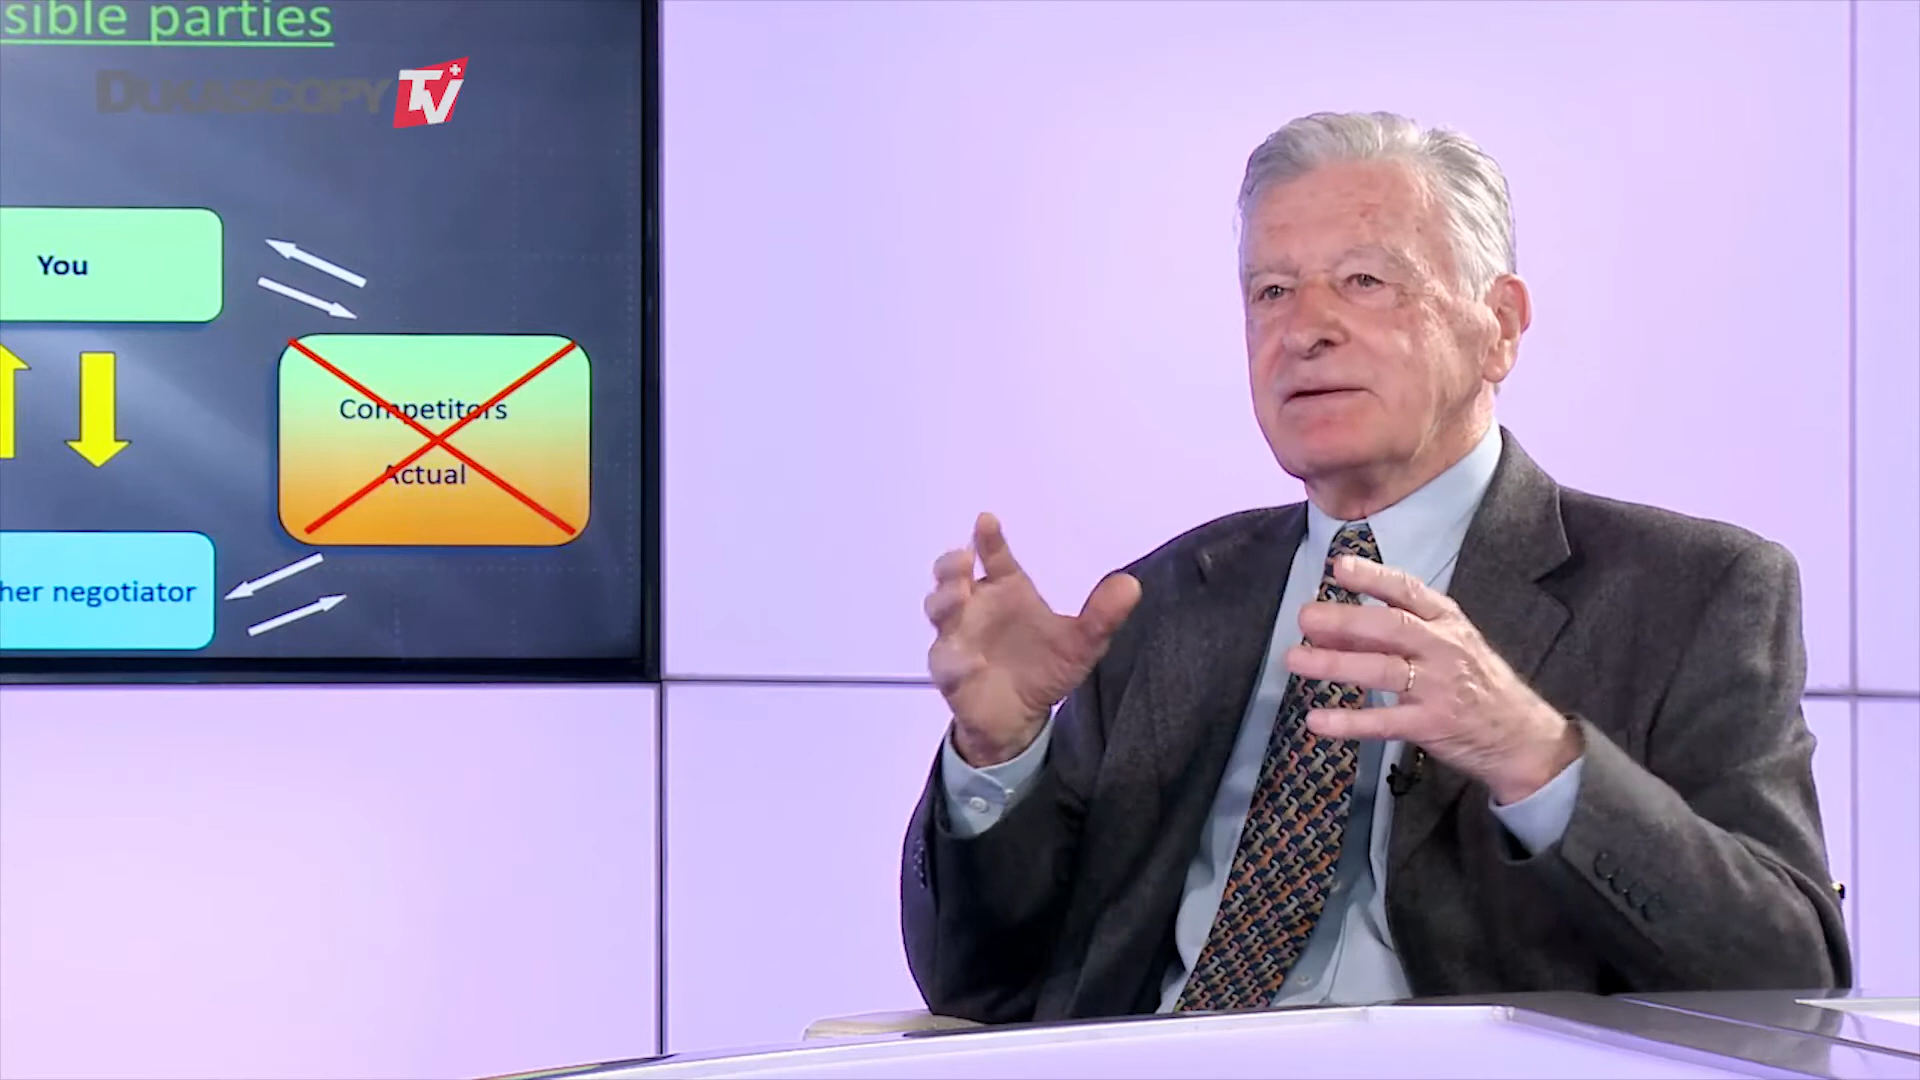 sible parties
DUKASCOPY TV
You
Competitors
Actual
her negotiator